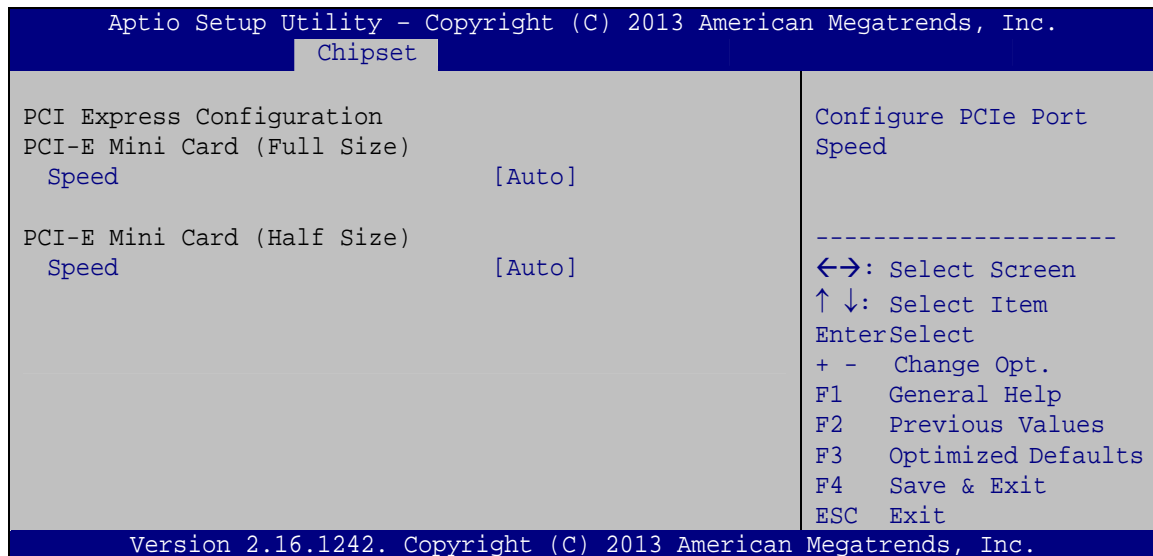 Aptio Setup Utility – Copyright (C) 2013 American Megatrends, Inc.
Chipset
PCI Express Configuration
PCI-E Mini Card (Full Size)
Speed [Auto]
PCI-E Mini Card (Half Size)
Speed [Auto]
Configure PCIe Port
Speed
---------------------
←→: Select Screen
↑ ↓: Select Item
EnterSelect
+ - Change Opt.
F1 General Help
F2 Previous Values
F3 Optimized Defaults
F4 Save & Exit
ESC Exit
Version 2.16.1242. Copyright (C) 2013 American Megatrends, Inc.